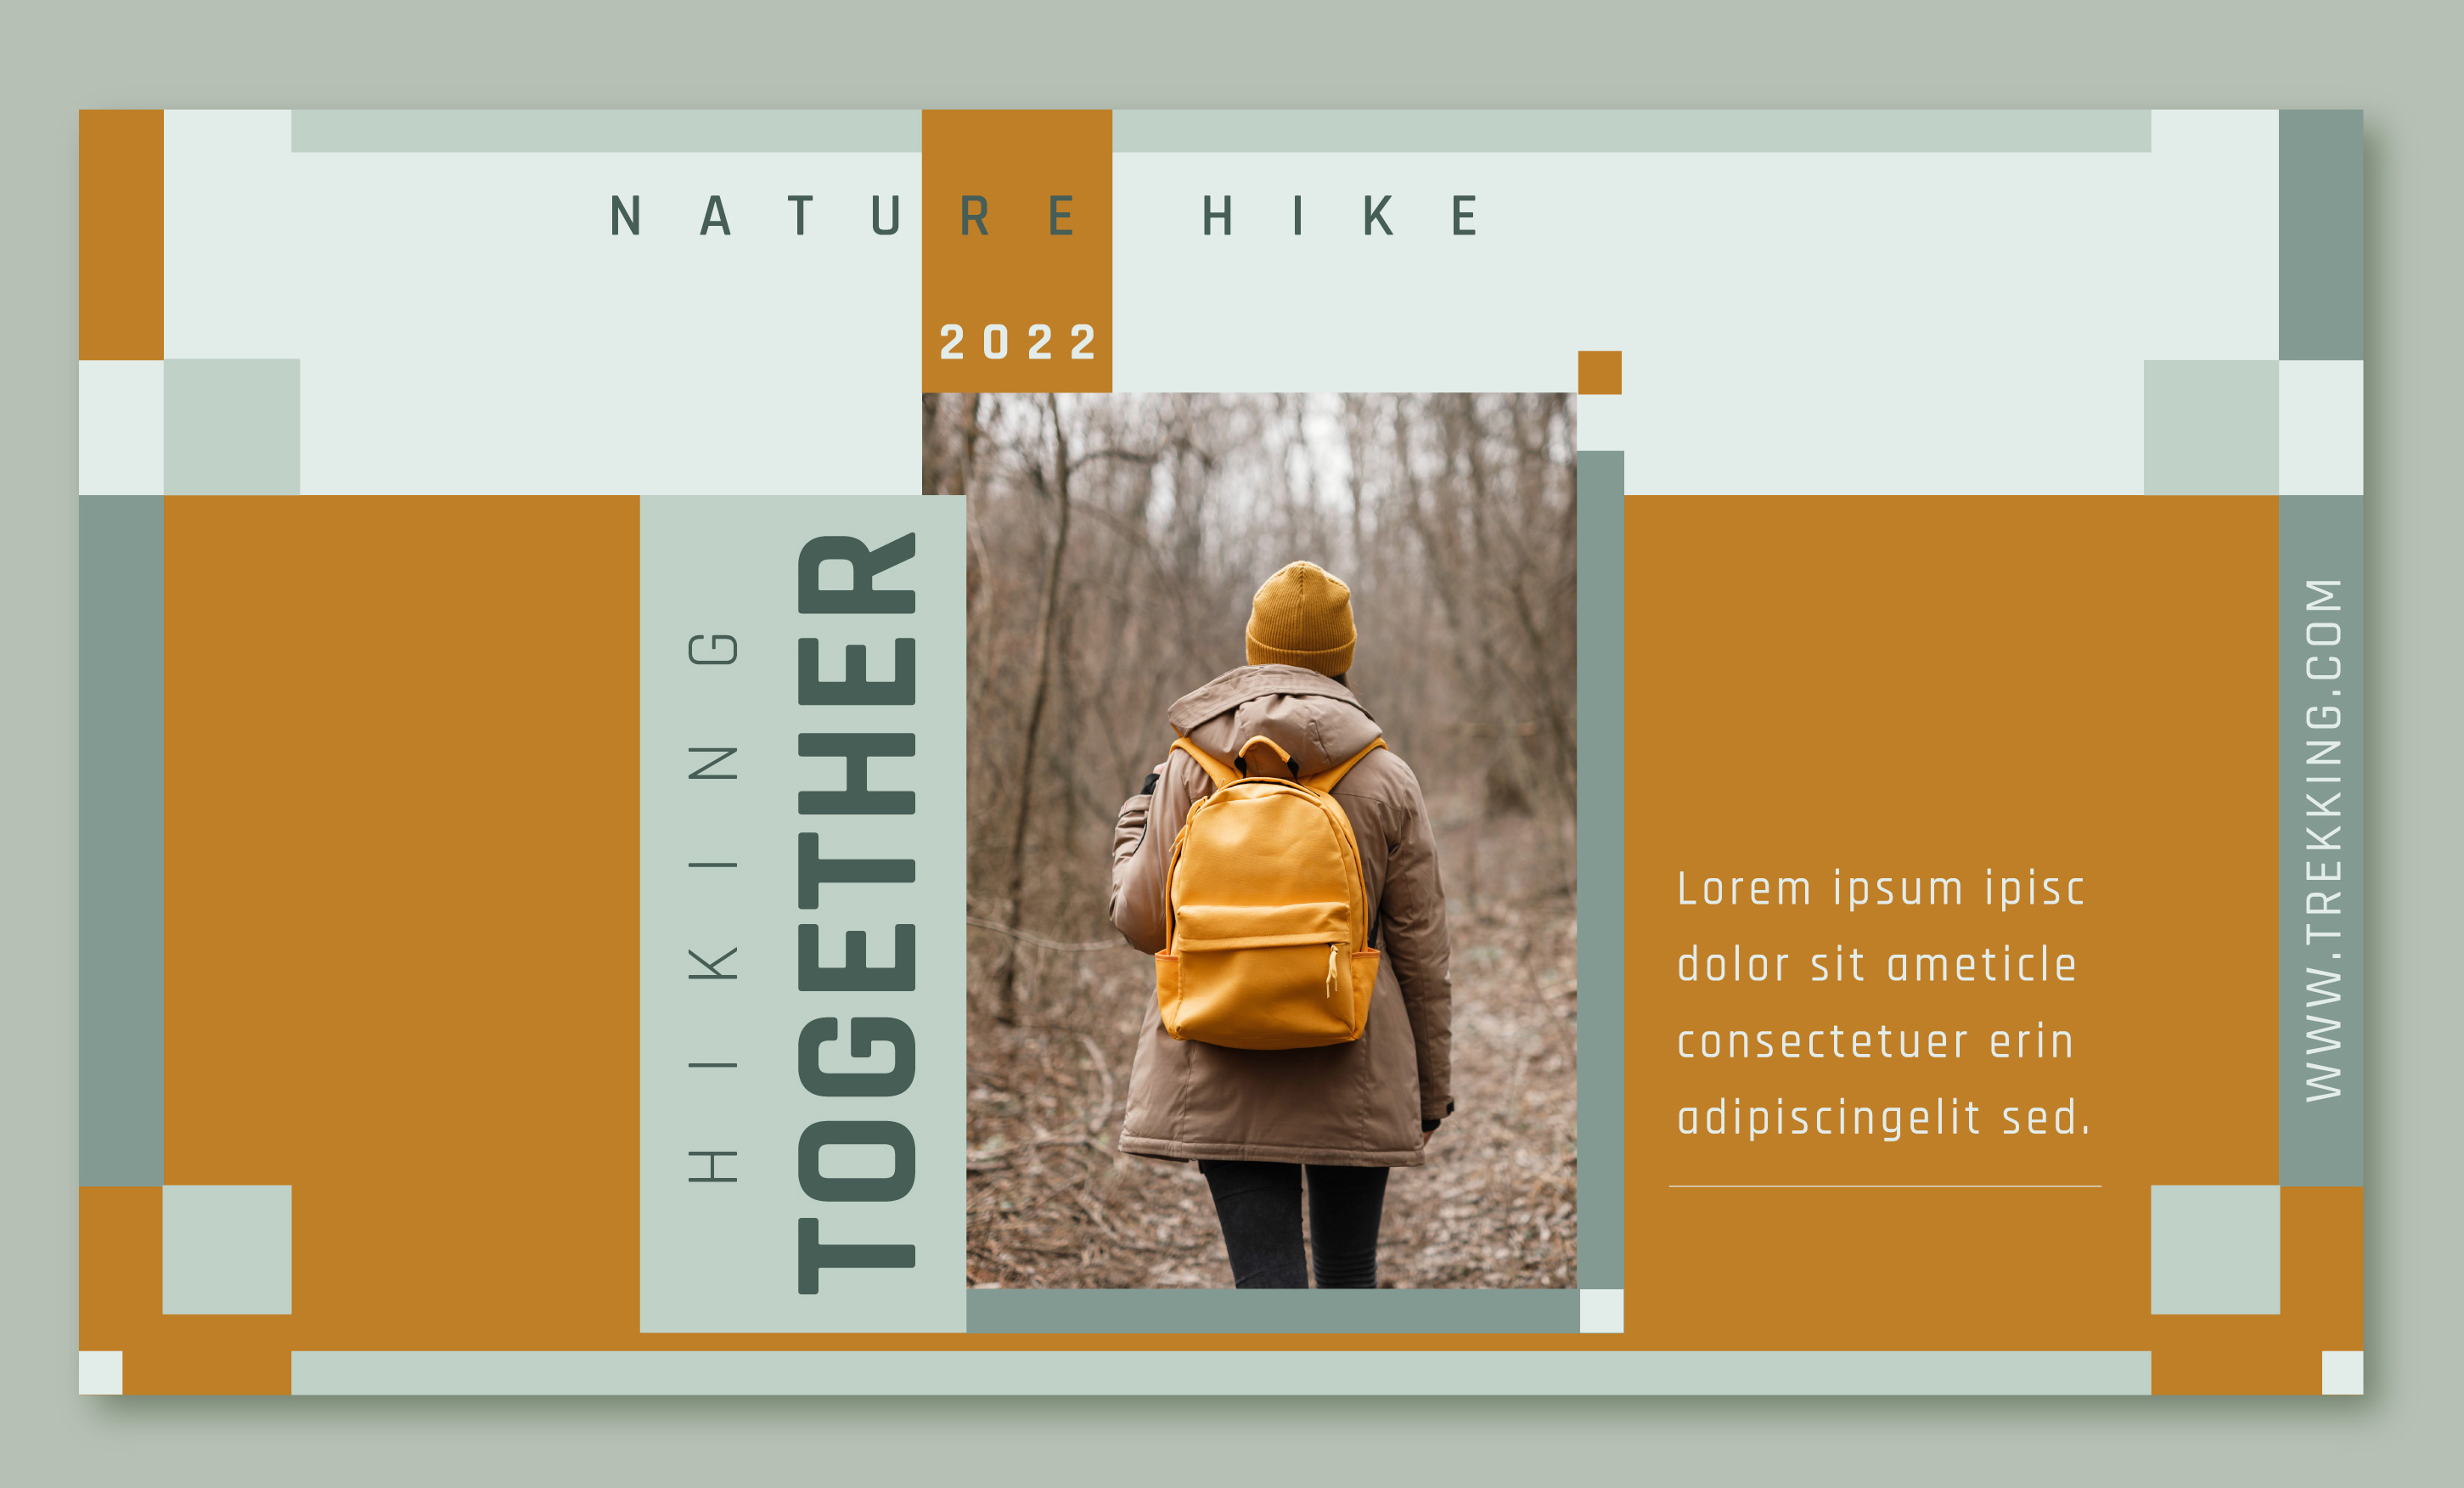 NATURE HIKE
2022
HIKING
TOGETHER
Lorem ipsum ipisc
dolor sit ameticle
consectetuer erin
adipiscingelit sed.
WWW.TREKKING.COM